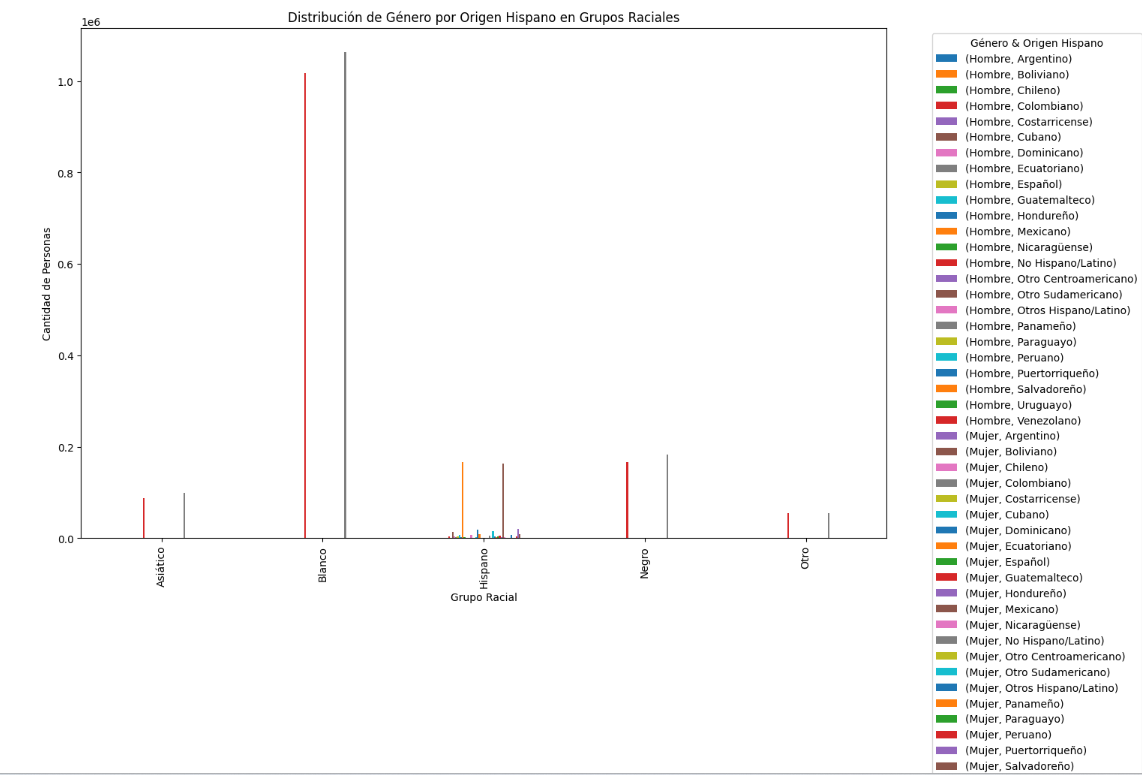 Distribución de Género por Origen Hispano en Grupos Raciales
1e6
1.0
0.8
0.6
0.4
0.2
0.0
Cantidad de Personas
Asiático
Blanco
Hispano
Negro
Otro
Grupo Racial
Género & Origen Hispano
(Hombre, Argentino)
(Hombre, Boliviano)
(Hombre, Chileno)
(Hombre, Colombiano)
(Hombre, Costarricense)
(Hombre, Cubano)
(Hombre, Dominicano)
(Hombre, Ecuatoriano)
(Hombre, Español)
(Hombre, Guatemalteco)
(Hombre, Hondureño)
(Hombre, Mexicano)
(Hombre, Nicaragüense)
(Hombre, No Hispano/Latino)
(Hombre, Otro Centroamericano)
(Hombre, Otro Sudamericano)
(Hombre, Otros Hispano/Latino)
(Hombre, Panameño)
(Hombre, Paraguayo)
(Hombre, Peruano)
(Hombre, Puertorriqueño)
(Hombre, Salvadoreño)
(Hombre, Uruguayo)
(Hombre, Venezolano)
(Mujer, Argentino)
(Mujer, Boliviano)
(Mujer, Chileno)
(Mujer, Colombiano)
(Mujer, Costarricense)
(Mujer, Cubano)
(Mujer, Dominicano)
(Mujer, Ecuatoriano)
(Mujer, Español)
(Mujer, Guatemalteco)
(Mujer, Hondureño)
(Mujer, Mexicano)
(Mujer, Nicaragüense)
(Mujer, No Hispano/Latino)
(Mujer, Otro Centroamericano)
(Mujer, Otro Sudamericano)
(Mujer, Otros Hispano/Latino)
(Mujer, Panameño)
(Mujer, Paraguayo)
(Mujer, Peruano)
(Mujer, Puertorriqueño)
(Mujer, Salvadoreño)